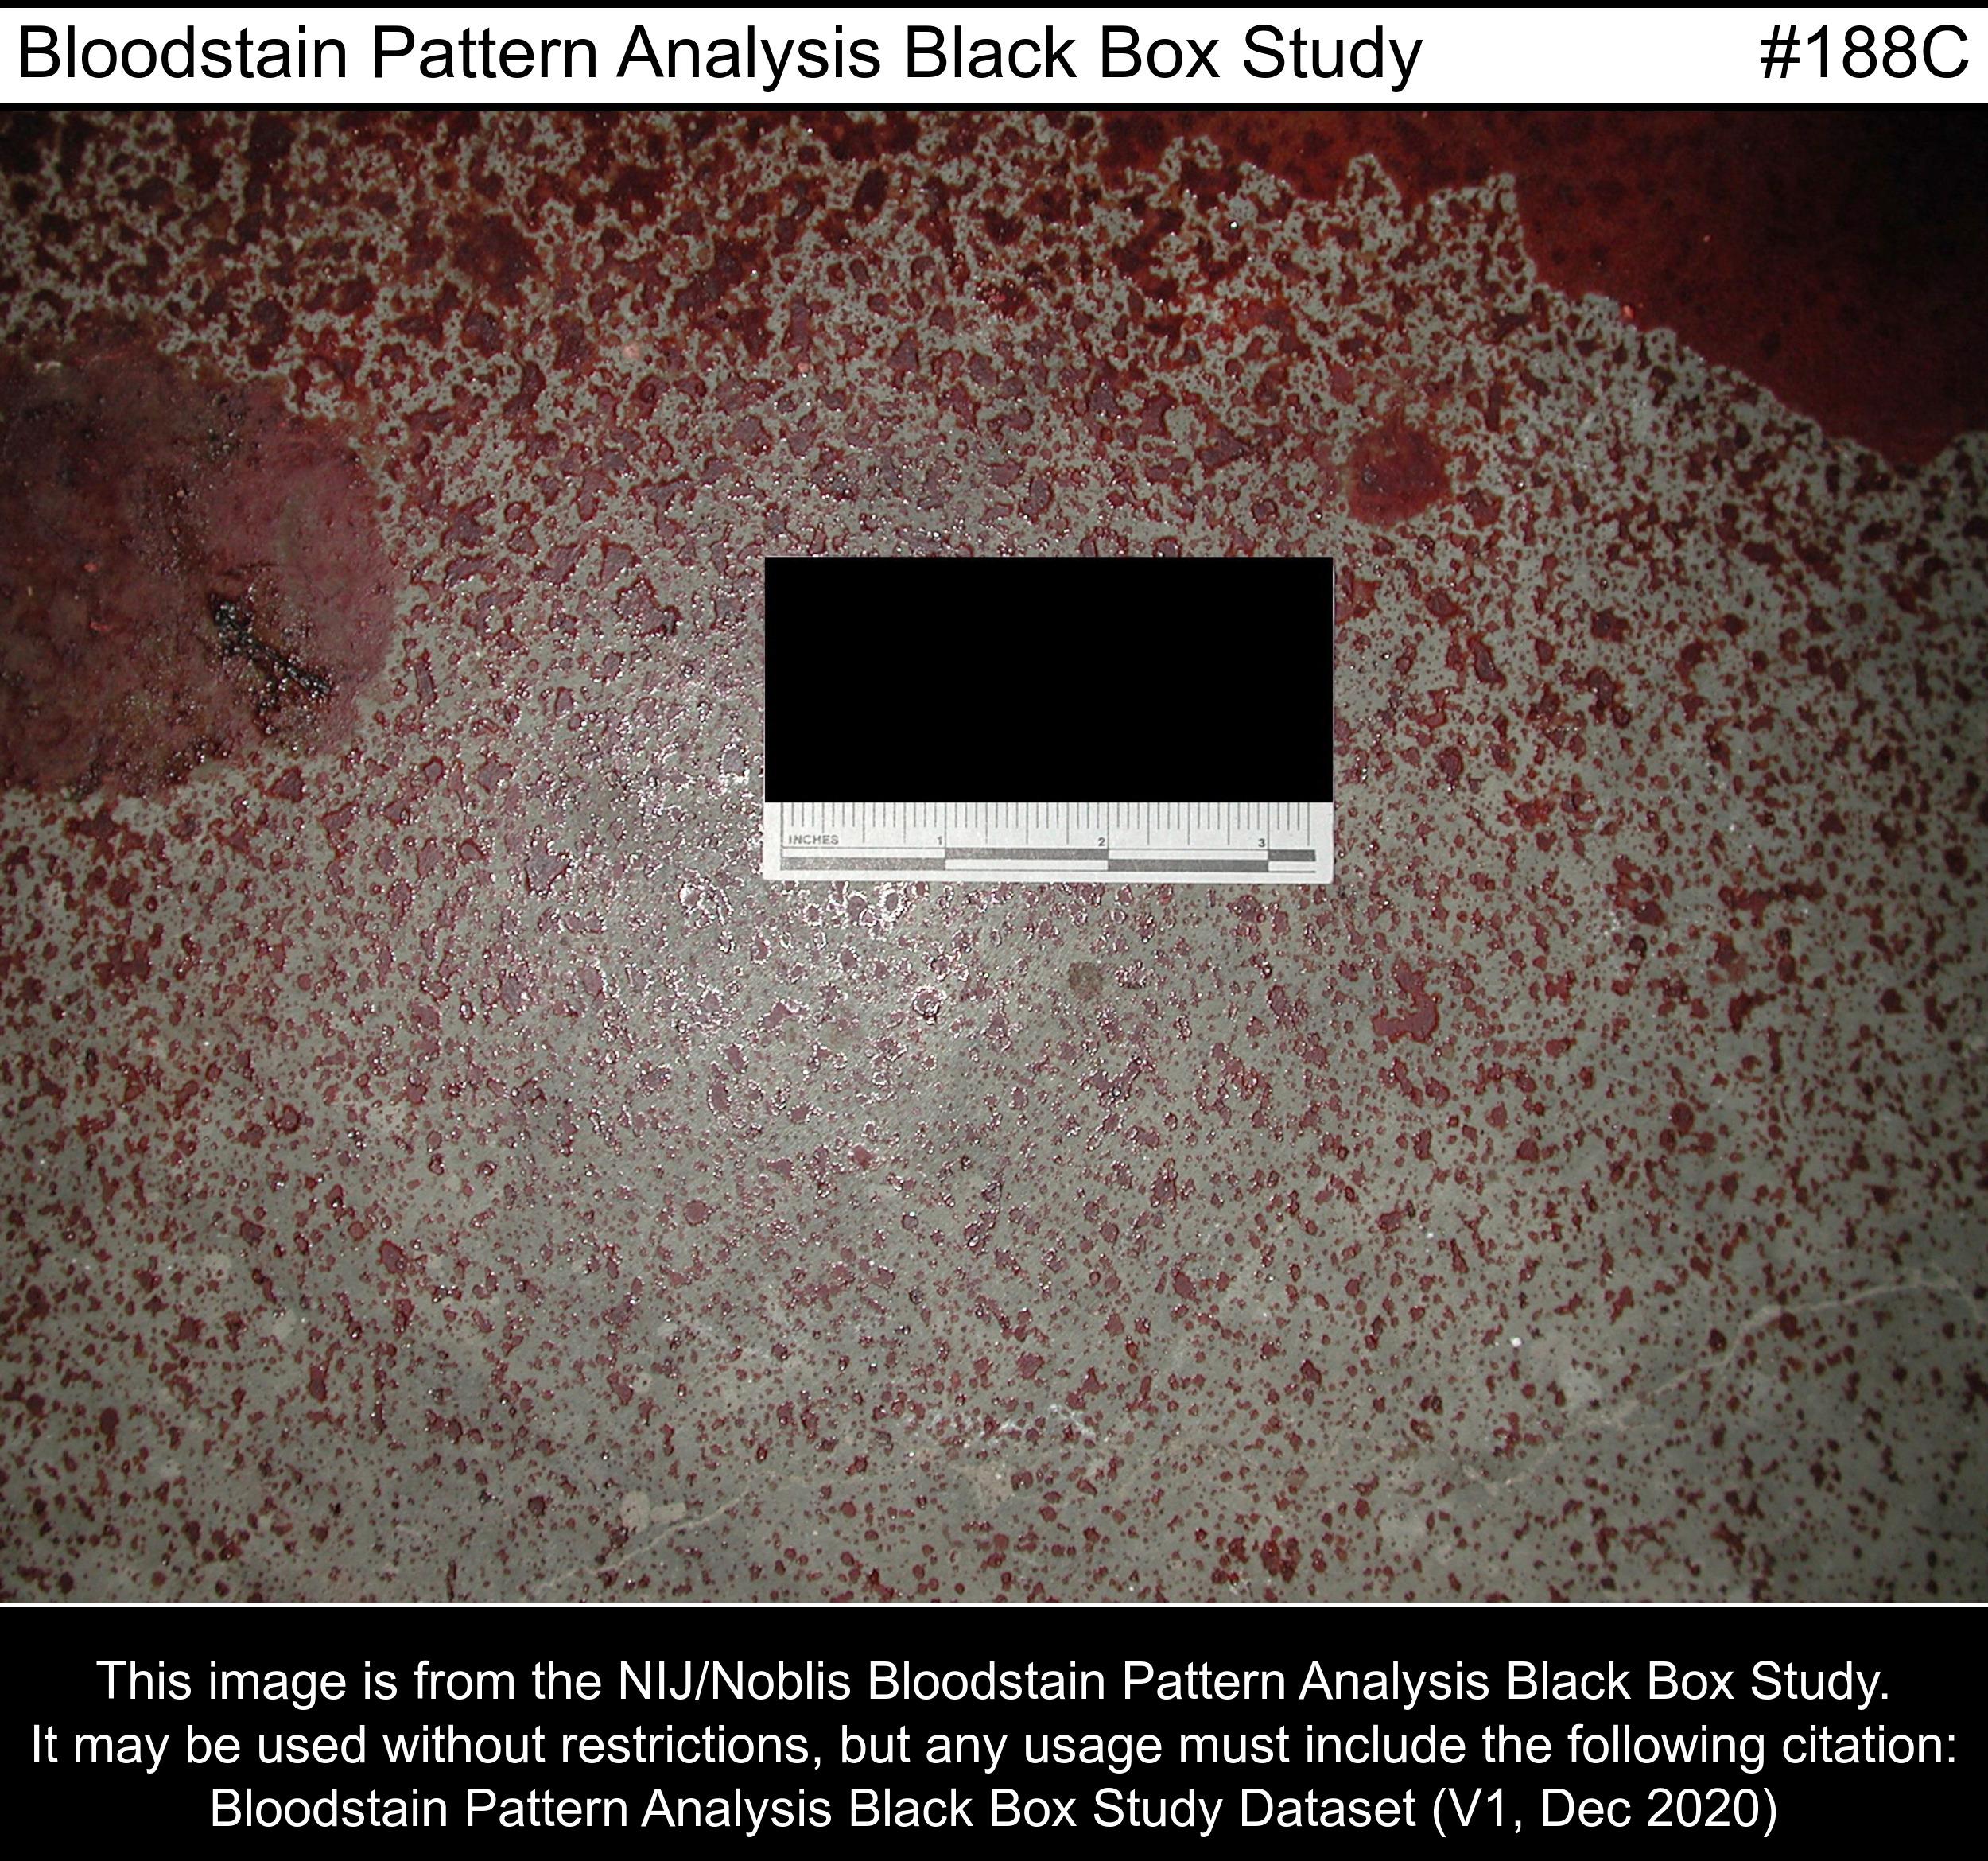 Bloodstain Pattern Analysis Black Box Study #188C
INCHES 1 2 3
This image is from the NIJ/Noblis Bloodstain Pattern Analysis Black Box Study.
It may be used without restrictions, but any usage must include the following citation:
Bloodstain Pattern Analysis Black Box Study Dataset (V1, Dec 2020)